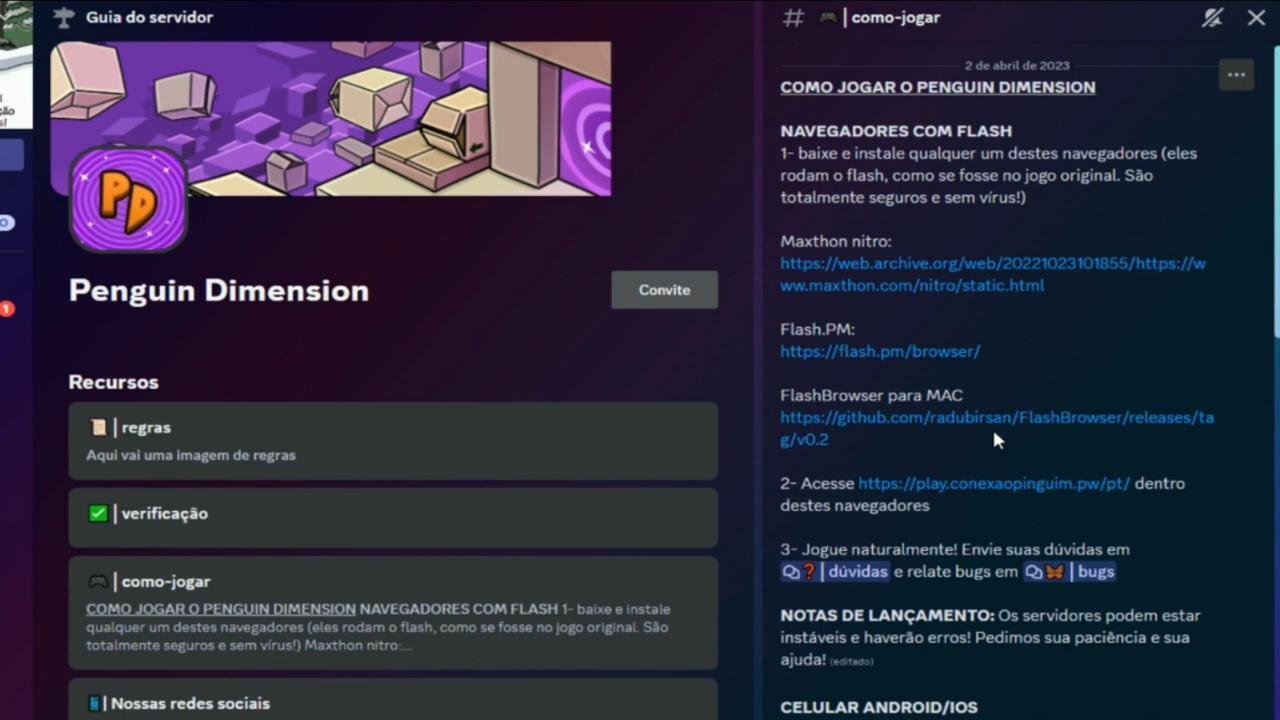 Guia do servidor
PD
Penguin Dimension
Convite
Recursos
| regras
Aqui vai uma imagem de regras
| verificação
| como-jogar
COMO JOGAR O PENGUIN DIMENSION NAVEGADORES COM FLASH 1- baixe e instale
qualquer um destes navegadores (eles rodam o flash, como se fosse no jogo original. São
totalmente seguros e sem vírus!) Maxthon nitro:...
| Nossas redes sociais
ção
s!
1
# | como-jogar
2 de abril de 2023
COMO JOGAR O PENGUIN DIMENSION
NAVEGADORES COM FLASH
1- baixe e instale qualquer um destes navegadores (eles
rodam o flash, como se fosse no jogo original. São
totalmente seguros e sem vírus!)
Maxthon nitro:
https://web.archive.org/web/20221023101855/https://w
ww.maxthon.com/nitro/static.html
Flash.PM:
https://flash.pm/browser/
FlashBrowser para MAC
https://github.com/radubirsan/FlashBrowser/releases/ta
g/v0.2
2- Acesse https://play.conexaopinguim.pw/pt/ dentro
destes navegadores
3- Jogue naturalmente! Envie suas dúvidas em
| dúvidas e relate bugs em | bugs
NOTAS DE LANÇAMENTO: Os servidores podem estar
instáveis e haverão erros! Pedimos sua paciência e sua
ajuda! (editado)
CELULAR ANDROID/IOS